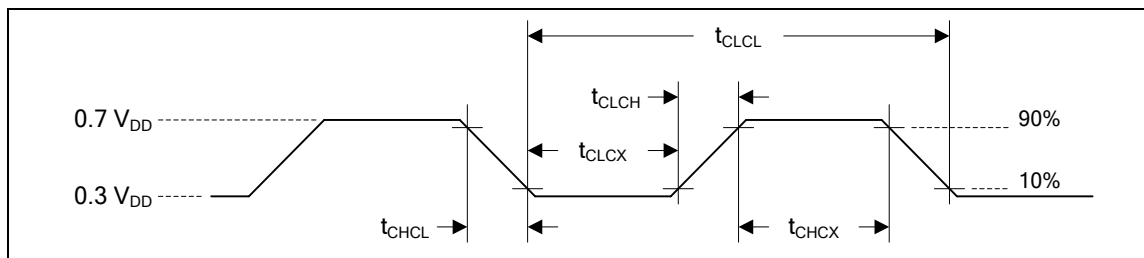 tCLCL
tCLCH
0.7 VDD
90%
tCLCX
0.3 VDD
10%
tCHCL
tCHCX